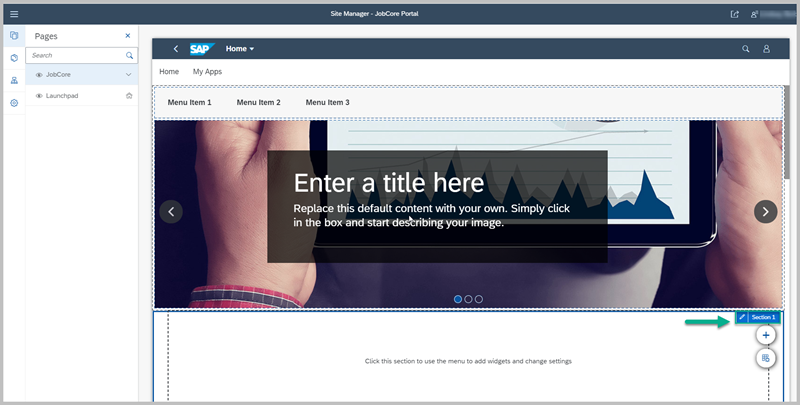 Site Manager - JobCore Portal
Pages
Search
JobCore
Launchpad
SAP
Home
Home My Apps
Menu Item 1 Menu Item 2 Menu Item 3
Enter a title here
Replace this default content with your own. Simply click
in the box and start describing your image.
Section 1
Click this section to use the menu to add widgets and change settings